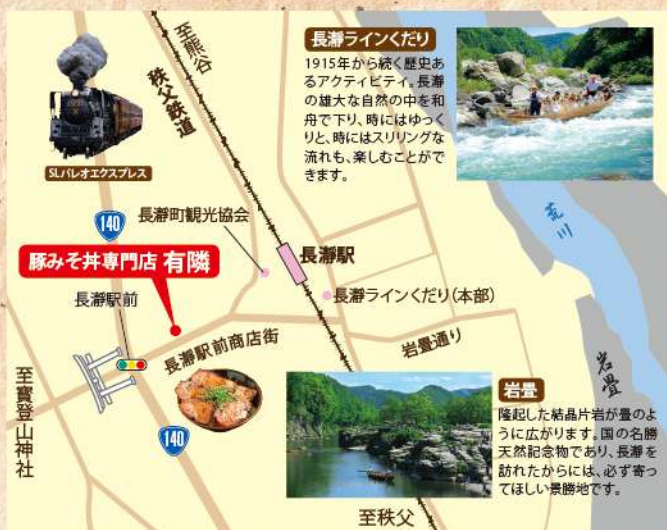 長瀞ラインくだり
1915年から続く歴史あ
るアクティビティ。長瀞
の雄大な自然の中を和
舟で下り、時にはゆっく
りと、時にはスリリングな
流れも、楽しむことがで
きます。
至熊谷
秩父鉄道
SLパレオエクスプレス
140
長瀞町観光協会
豚みそ丼専門店 有隣
長瀞駅
長瀞駅前
長瀞ラインくだり(本部)
長瀞駅前商店街
岩畳通り
荒川
岩畳
至寳登山神社
140
岩畳
隆起した結晶片岩が畳のよ
うに広がります。国の名勝
天然記念物であり、長瀞を
訪れたからには、必ず寄っ
てほしい景勝地です。
至秩父